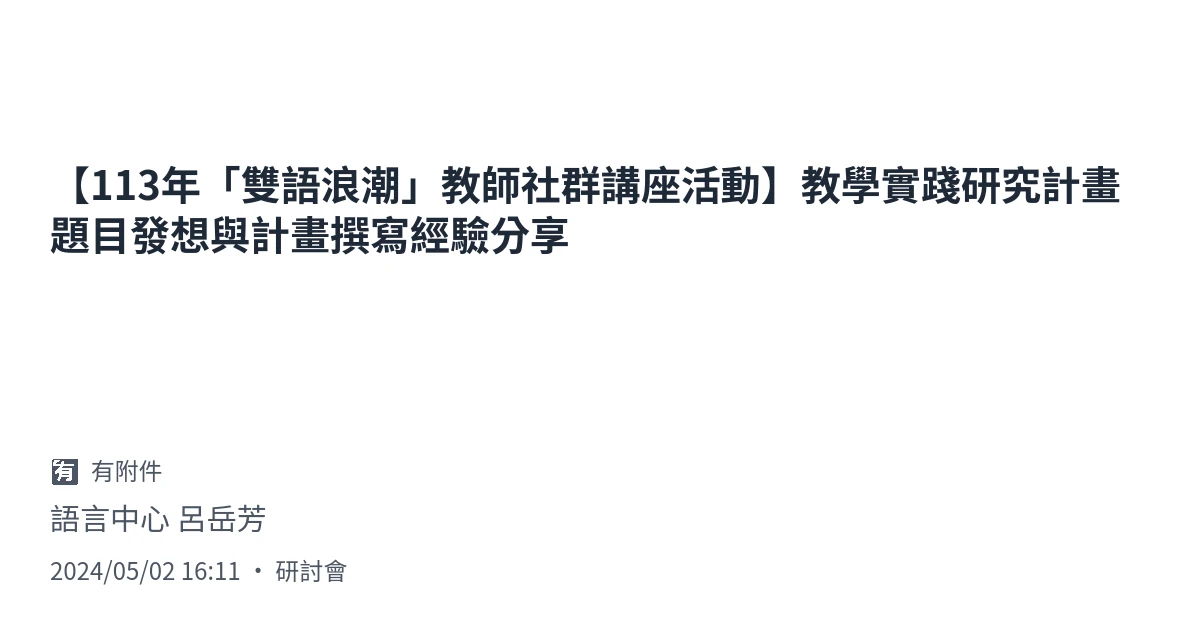 【113年「雙語浪潮」教師社群講座活動】教學實踐研究計畫
題目發想與計畫撰寫經驗分享
有 有附件
語言中心 呂岳芳
2024/05/02 16:11 • 研討會